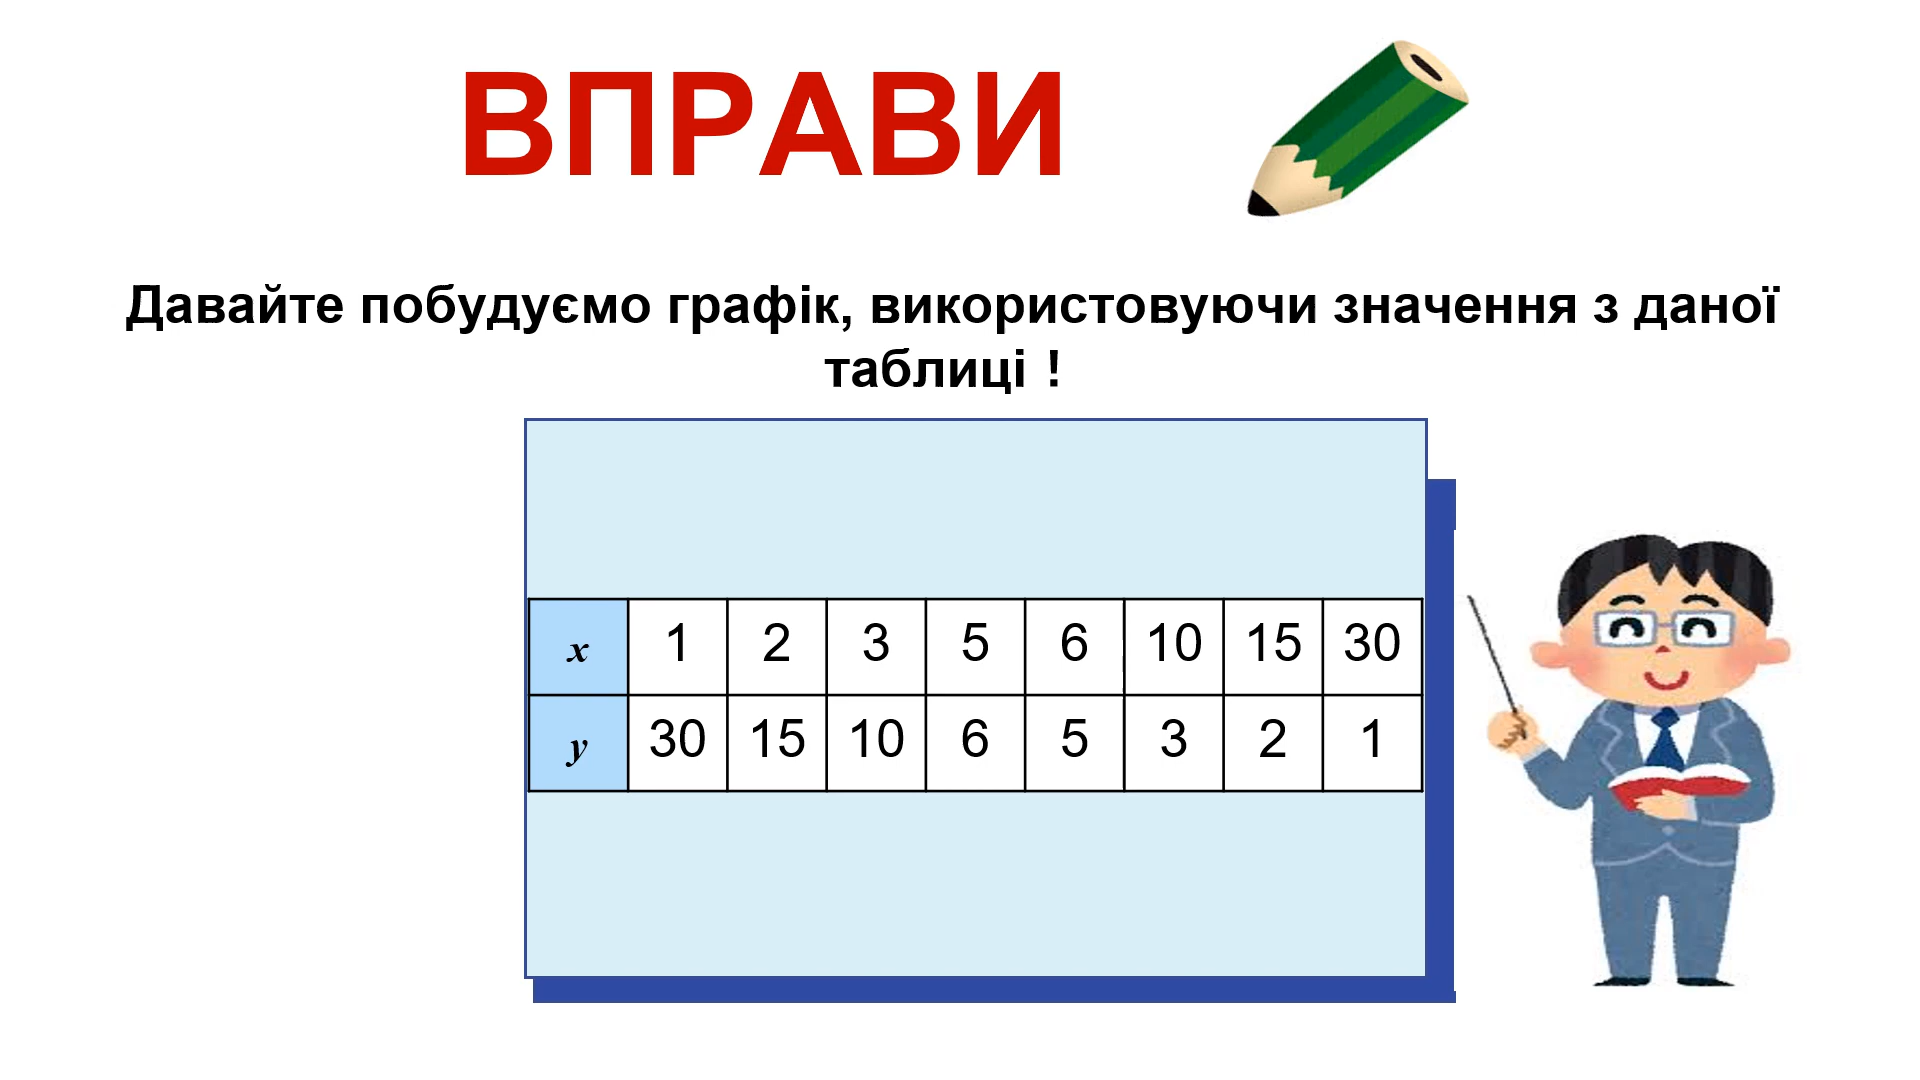 ВПРАВИ
Давайте побудуємо графік, використовуючи значення з даної
таблиці !
x 1 2 3 5 6 10 15 30
y 30 15 10 6 5 3 2 1